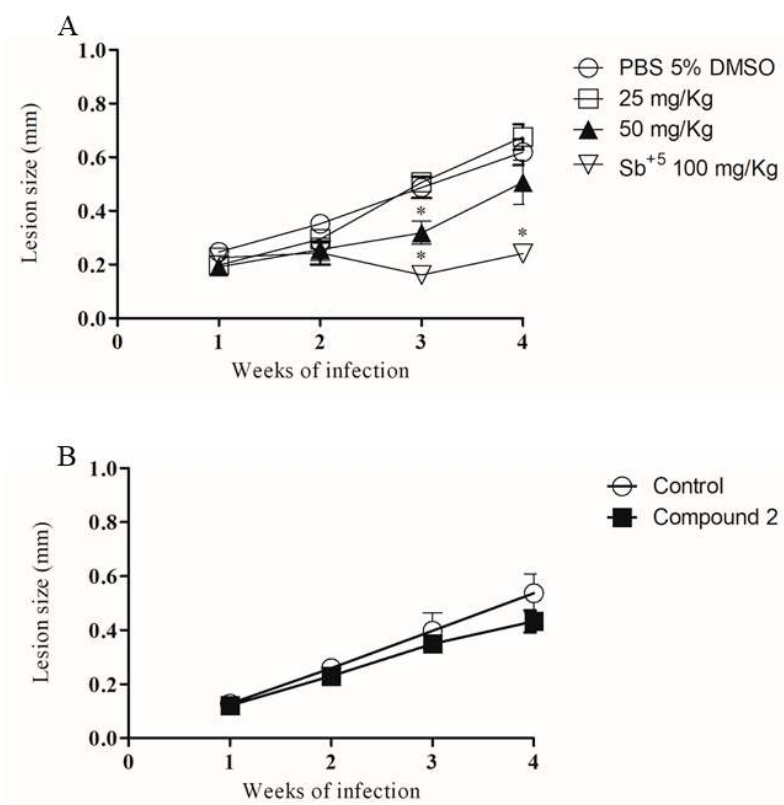 A
1.0
0.8
0.6
0.4
0.2
0.0
Lesion size (mm)
* *
*
0 1 2 3 4
Weeks of infection
PBS 5% DMSO
25 mg/Kg
50 mg/Kg
Sb+5 100 mg/Kg
B
1.0
0.8
0.6
0.4
0.2
0.0
Lesion size (mm)
0 1 2 3 4
Weeks of infection
Control
Compound 2